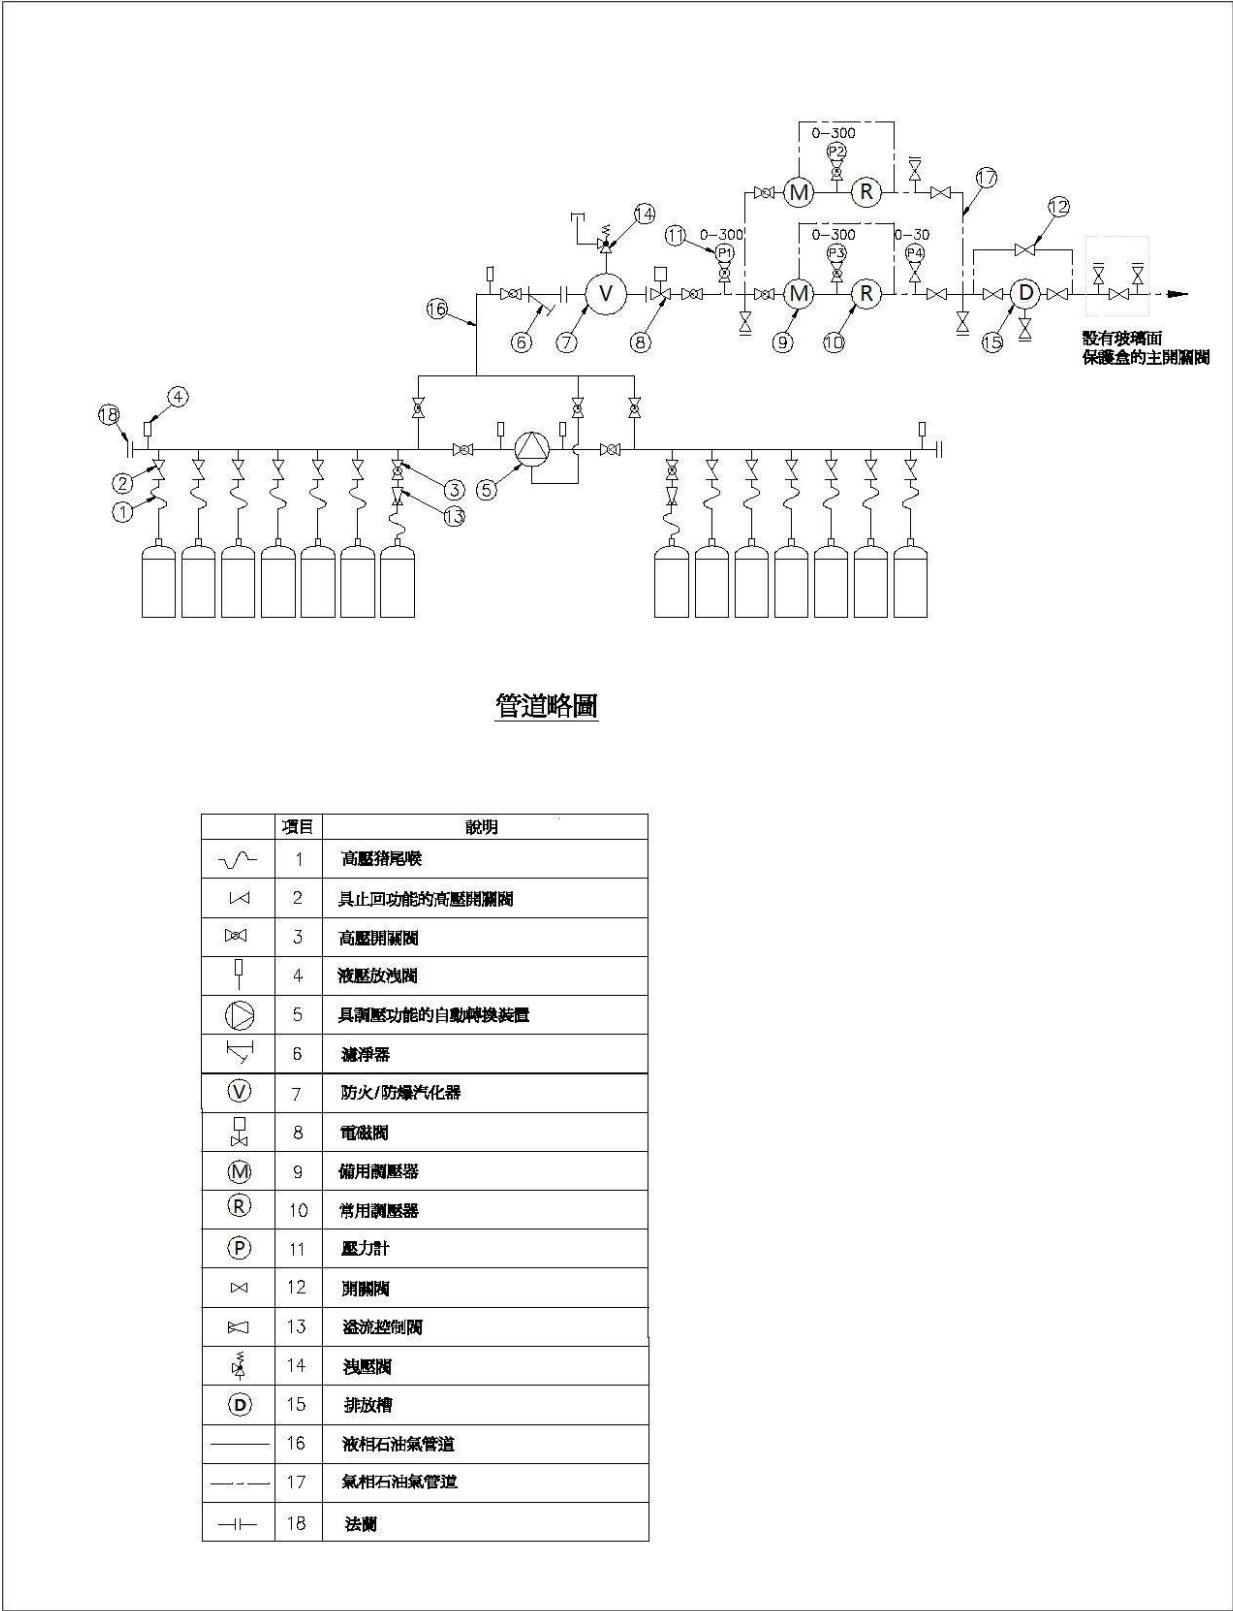 0-300
P2
M
R
17
12
14
11
0-300
P1
0-300
P3
0-30
P4
V
M
R
D
16
6
7
8
9
10
15
設有玻璃面
保護盒的主開關閥
18
4
2
1
3
13
5
管道略圖
項目 說明
1 高壓猪尾喉
2 具止回功能的高壓開關閥
3 高壓開關閥
4 液壓放洩閥
5 具調壓功能的自動轉換裝置
6 濾淨器
V 7 防火/防爆汽化器
8 電磁閥
M 9 備用調壓器
R 10 常用調壓器
P 11 壓力計
12 開關閥
13 溢流控制閥
14 洩壓閥
D 15 排放槽
16 液相石油氣管道
17 氣相石油氣管道
18 法蘭